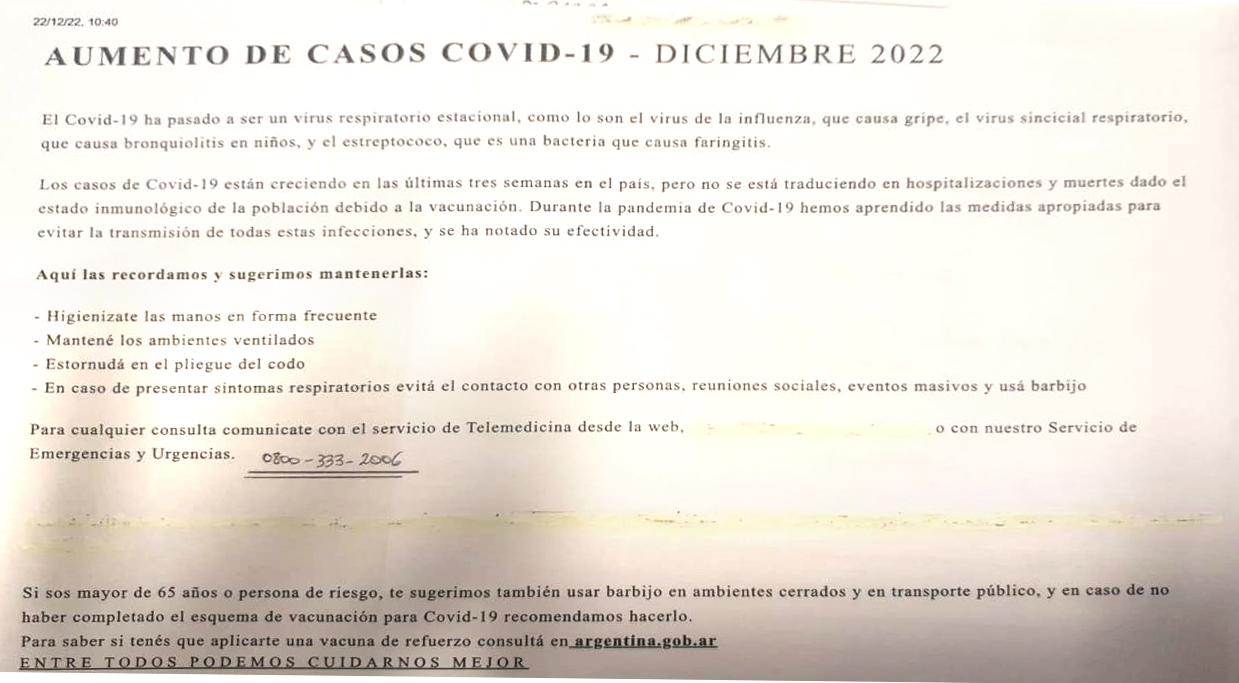 22/12/22, 10:40
AUMENTO DE CASOS COVID-19 - DICIEMBRE 2022
El Covid-19 ha pasado a ser un virus respiratorio estacional, como lo son el virus de la influenza, que causa gripe, el virus sincicial respiratorio,
que causa bronquiolitis en niños, y el estreptococo, que es una bacteria que causa faringitis.
Los casos de Covid-19 están creciendo en las últimas tres semanas en el país, pero no se está traduciendo en hospitalizaciones y muertes dado el
estado inmunológico de la población debido a la vacunación. Durante la pandemia de Covid-19 hemos aprendido las medidas apropiadas para
evitar la transmisión de todas estas infecciones, y se ha notado su efectividad.
Aquí las recordamos y sugerimos mantenerlas:
- Higienizate las manos en forma frecuente
- Mantené los ambientes ventilados
- Estornudá en el pliegue del codo
- En caso de presentar síntomas respiratorios evitá el contacto con otras personas, reuniones sociales, eventos masivos y usá barbijo
Para cualquier consulta comunicate con el servicio de Telemedicina desde la web, o con nuestro Servicio de
Emergencias y Urgencias. 0800-333-2006
Si sos mayor de 65 años o persona de riesgo, te sugerimos también usar barbijo en ambientes cerrados y en transporte público, y en caso de no
haber completado el esquema de vacunación para Covid-19 recomendamos hacerlo.
Para saber si tenés que aplicarte una vacuna de refuerzo consultá en argentina.gob.ar
ENTRE TODOS PODEMOS CUIDARNOS MEJOR